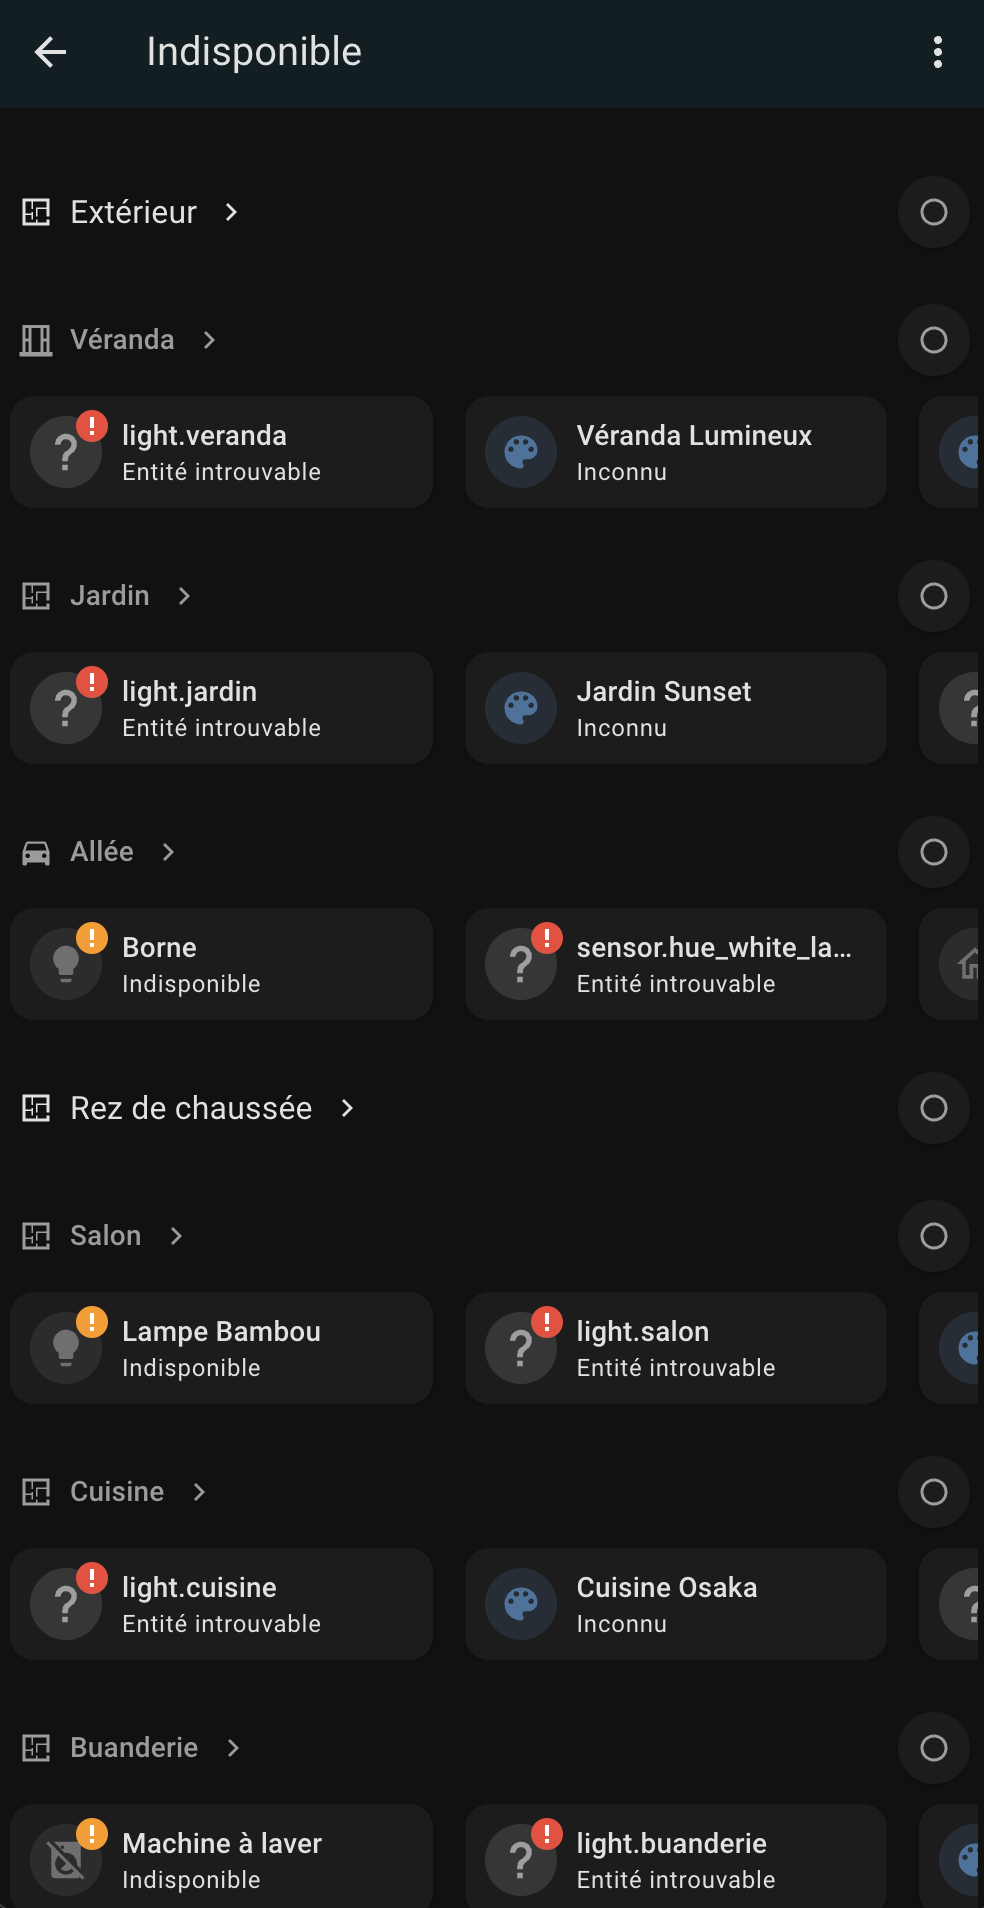 Indisponible
Extérieur
Véranda
light.veranda
Entité introuvable
Véranda Lumineux
Inconnu
Jardin
light.jardin
Entité introuvable
Jardin Sunset
Inconnu
Allée
Borne
Indisponible
sensor.hue_white_la...
Entité introuvable
Rez de chaussée
Salon
Lampe Bambou
Indisponible
light.salon
Entité introuvable
Cuisine
light.cuisine
Entité introuvable
Cuisine Osaka
Inconnu
Buanderie
Machine à laver
Indisponible
light.buanderie
Entité introuvable